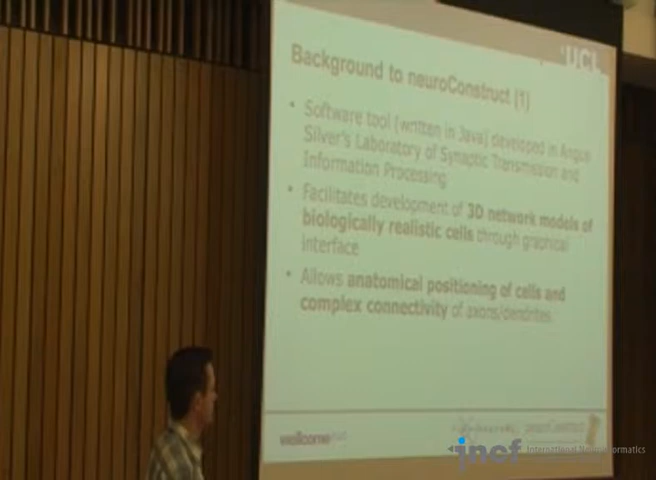 UCL
Background to neuroConstruct (1)
• Software tool (written in Java) developed in Angus
Silver's Laboratory of Synaptic Transmission and
Information Processing
• Facilitates development of 3D network models of
biologically realistic cells through graphical
interface
• Allows anatomical positioning of cells and
complex connectivity of axons/dendrites.
wellcome trust
neuroConstruct
incf International Neuroinformatics